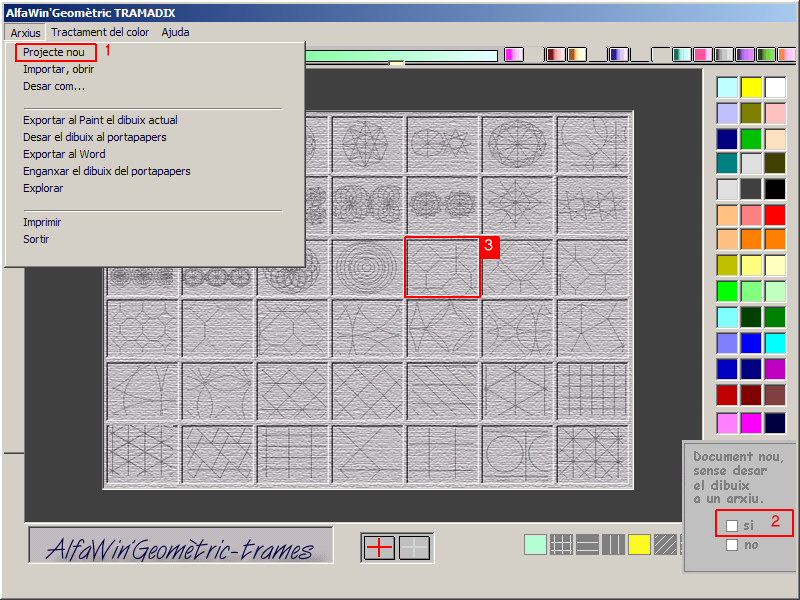 AlfaWin'Geomètric TRAMADIX
Arxius Tractament del color Ajuda
Projecte nou 1
Importar, obrir
Desar com...
Exportar al Paint el dibuix actual
Desar el dibuix al portapapers
Exportar al Word
Enganxar el dibuix del portapapers
Explorar
Imprimir
Sortir
3
Document nou,
sense desar
el dibuix
a un arxiu.
si 2
no
AlfaWin'Geomètric-trames